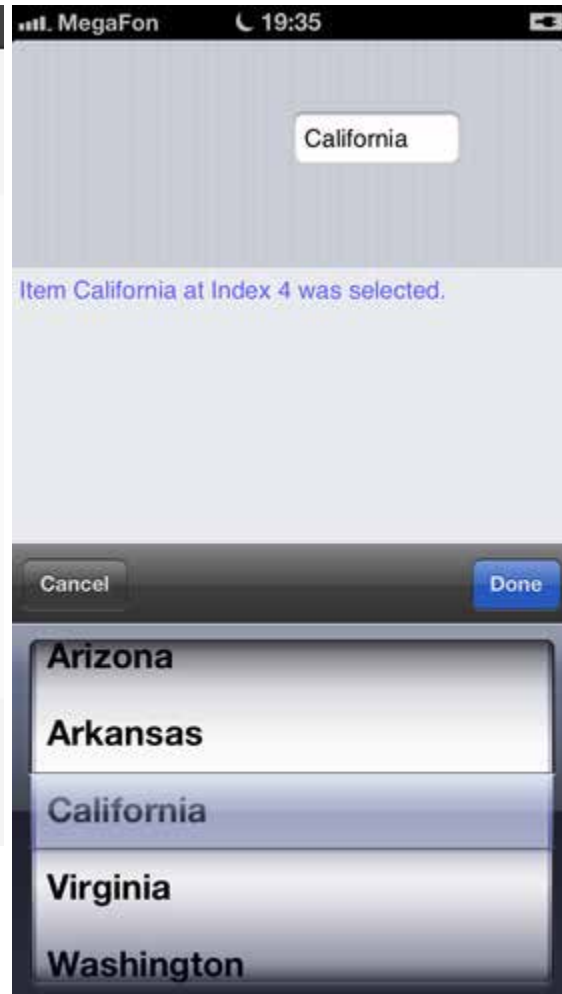 MegaFon 19:35
California
Item California at Index 4 was selected.
Cancel Done
Arizona
Arkansas
California
Virginia
Washington